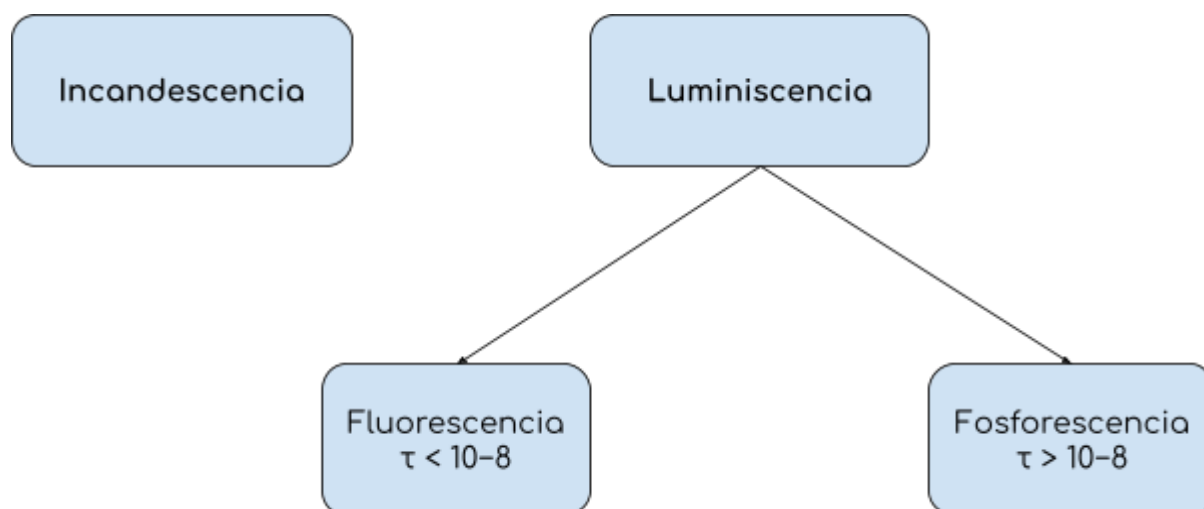 Incandescencia
Luminiscencia
Fluorescencia
τ < 10−8
Fosforescencia
τ > 10−8